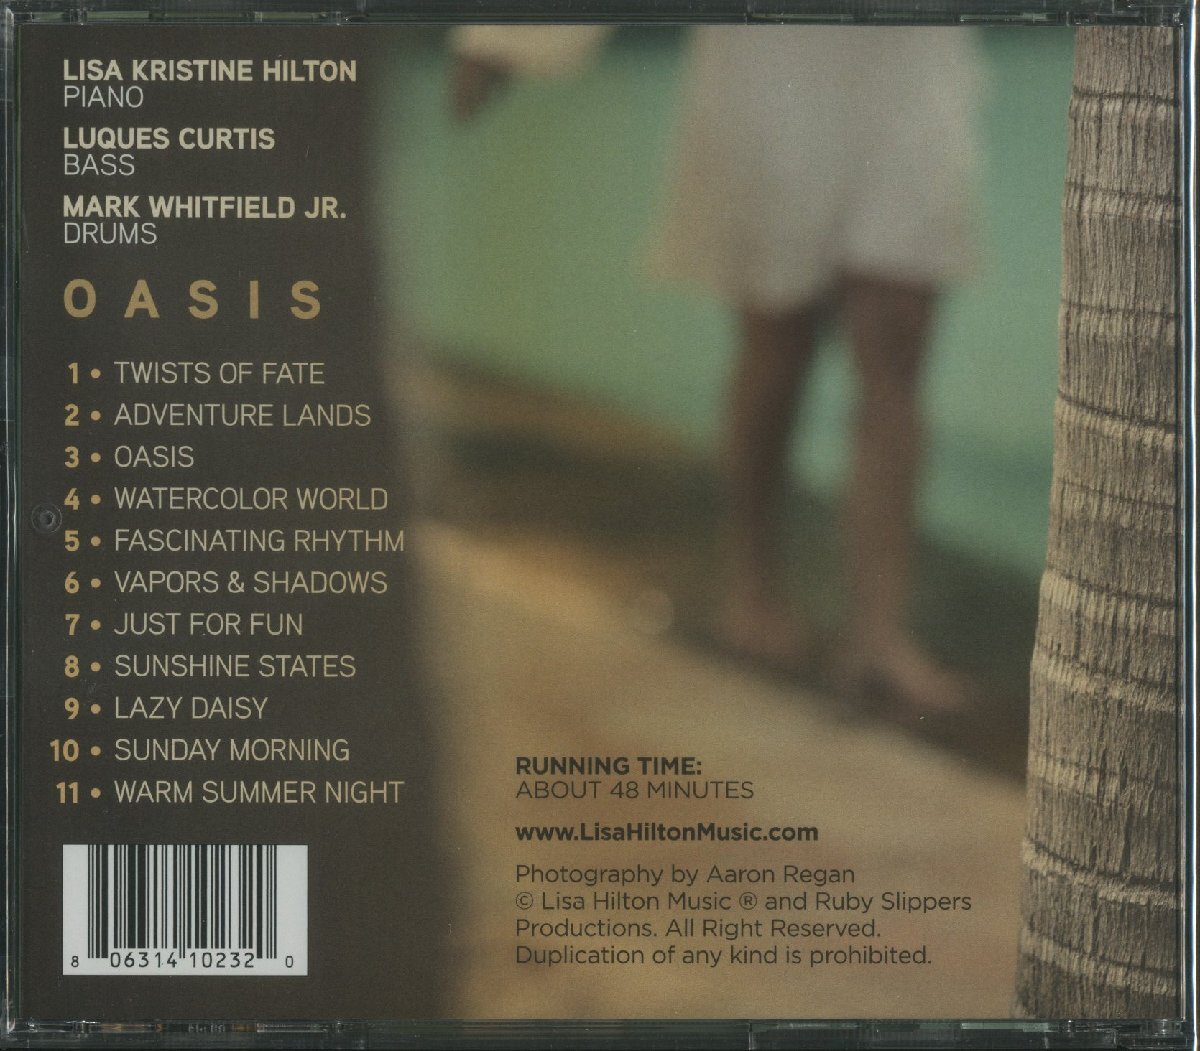 LISA KRISTINE HILTON
PIANO
LUQUES CURTIS
BASS
MARK WHITFIELD JR.
DRUMS
OASIS
1 • TWISTS OF FATE
2 • ADVENTURE LANDS
3 • OASIS
4 • WATERCOLOR WORLD
5 • FASCINATING RHYTHM
6 • VAPORS & SHADOWS
7 • JUST FOR FUN
8 • SUNSHINE STATES
9 • LAZY DAISY
10 • SUNDAY MORNING
11 • WARM SUMMER NIGHT
8 06314 10232 0
RUNNING TIME:
ABOUT 48 MINUTES
www.LisaHiltonMusic.com
Photography by Aaron Regan
© Lisa Hilton Music ® and Ruby Slippers
Productions. All Right Reserved.
Duplication of any kind is prohibited.